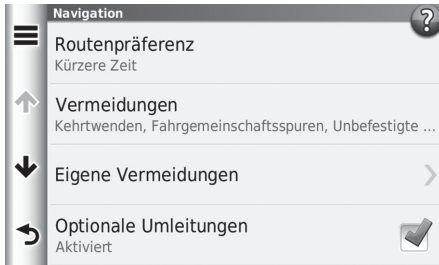 Navigation
?
Routenpräferenz
Kürzere Zeit
Vermeidungen
Kehrtwenden, Fahrgemeinschaftsspuren, Unbefestigte ...
Eigene Vermeidungen
Optionale Umleitungen
Aktiviert